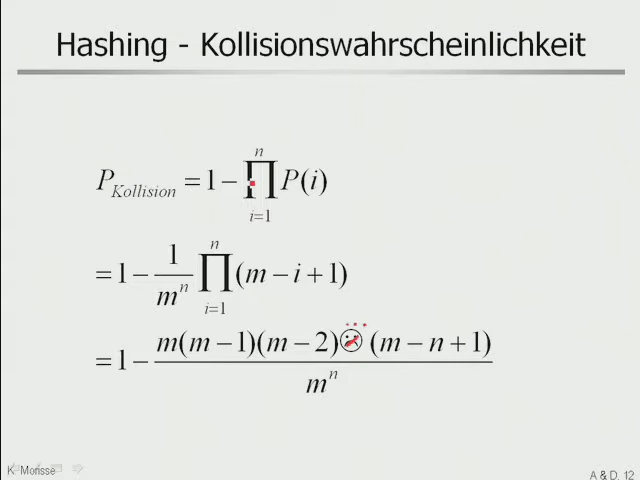 Hashing - Kollisionswahrscheinlichkeit
P_Kollision = 1 − ∏_{i=1}^{n} P(i)
= 1 − 1/m^n ∏_{i=1}^{n} (m − i + 1)
= 1 − m(m − 1)(m − 2)☹(m − n + 1) / m^n
K. Morisse
A & D. 12